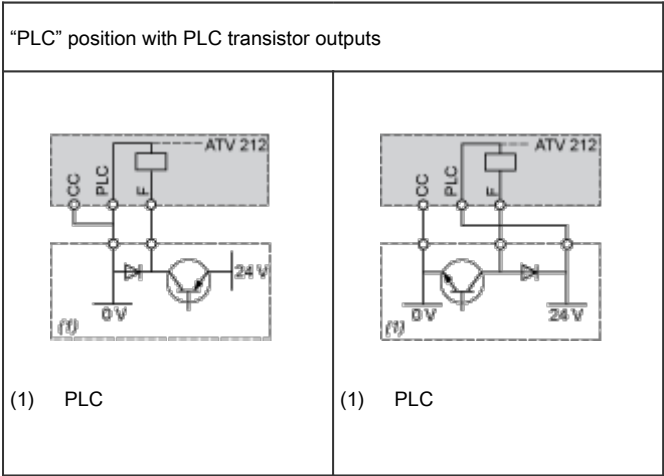 “PLC” position with PLC transistor outputs
ATV 212
CC
PLC
F
24 V
0 V
(1)
(1) PLC
ATV 212
CC
PLC
F
0 V
24 V
(1)
(1) PLC